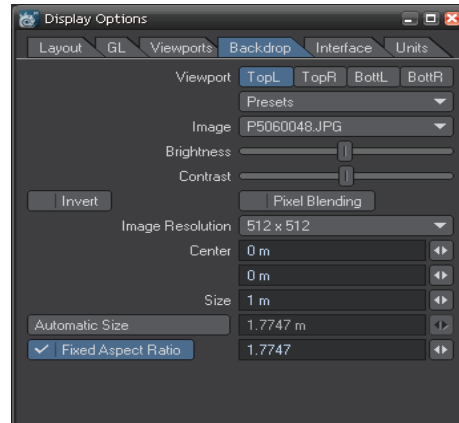 Display Options
Layout GL Viewports Backdrop Interface Units
Viewport TopL TopR BottL BottR
Presets
Image P5060048.JPG
Brightness
Contrast
Invert Pixel Blending
Image Resolution 512 x 512
Center 0 m
0 m
Size 1 m
Automatic Size 1.7747 m
Fixed Aspect Ratio 1.7747